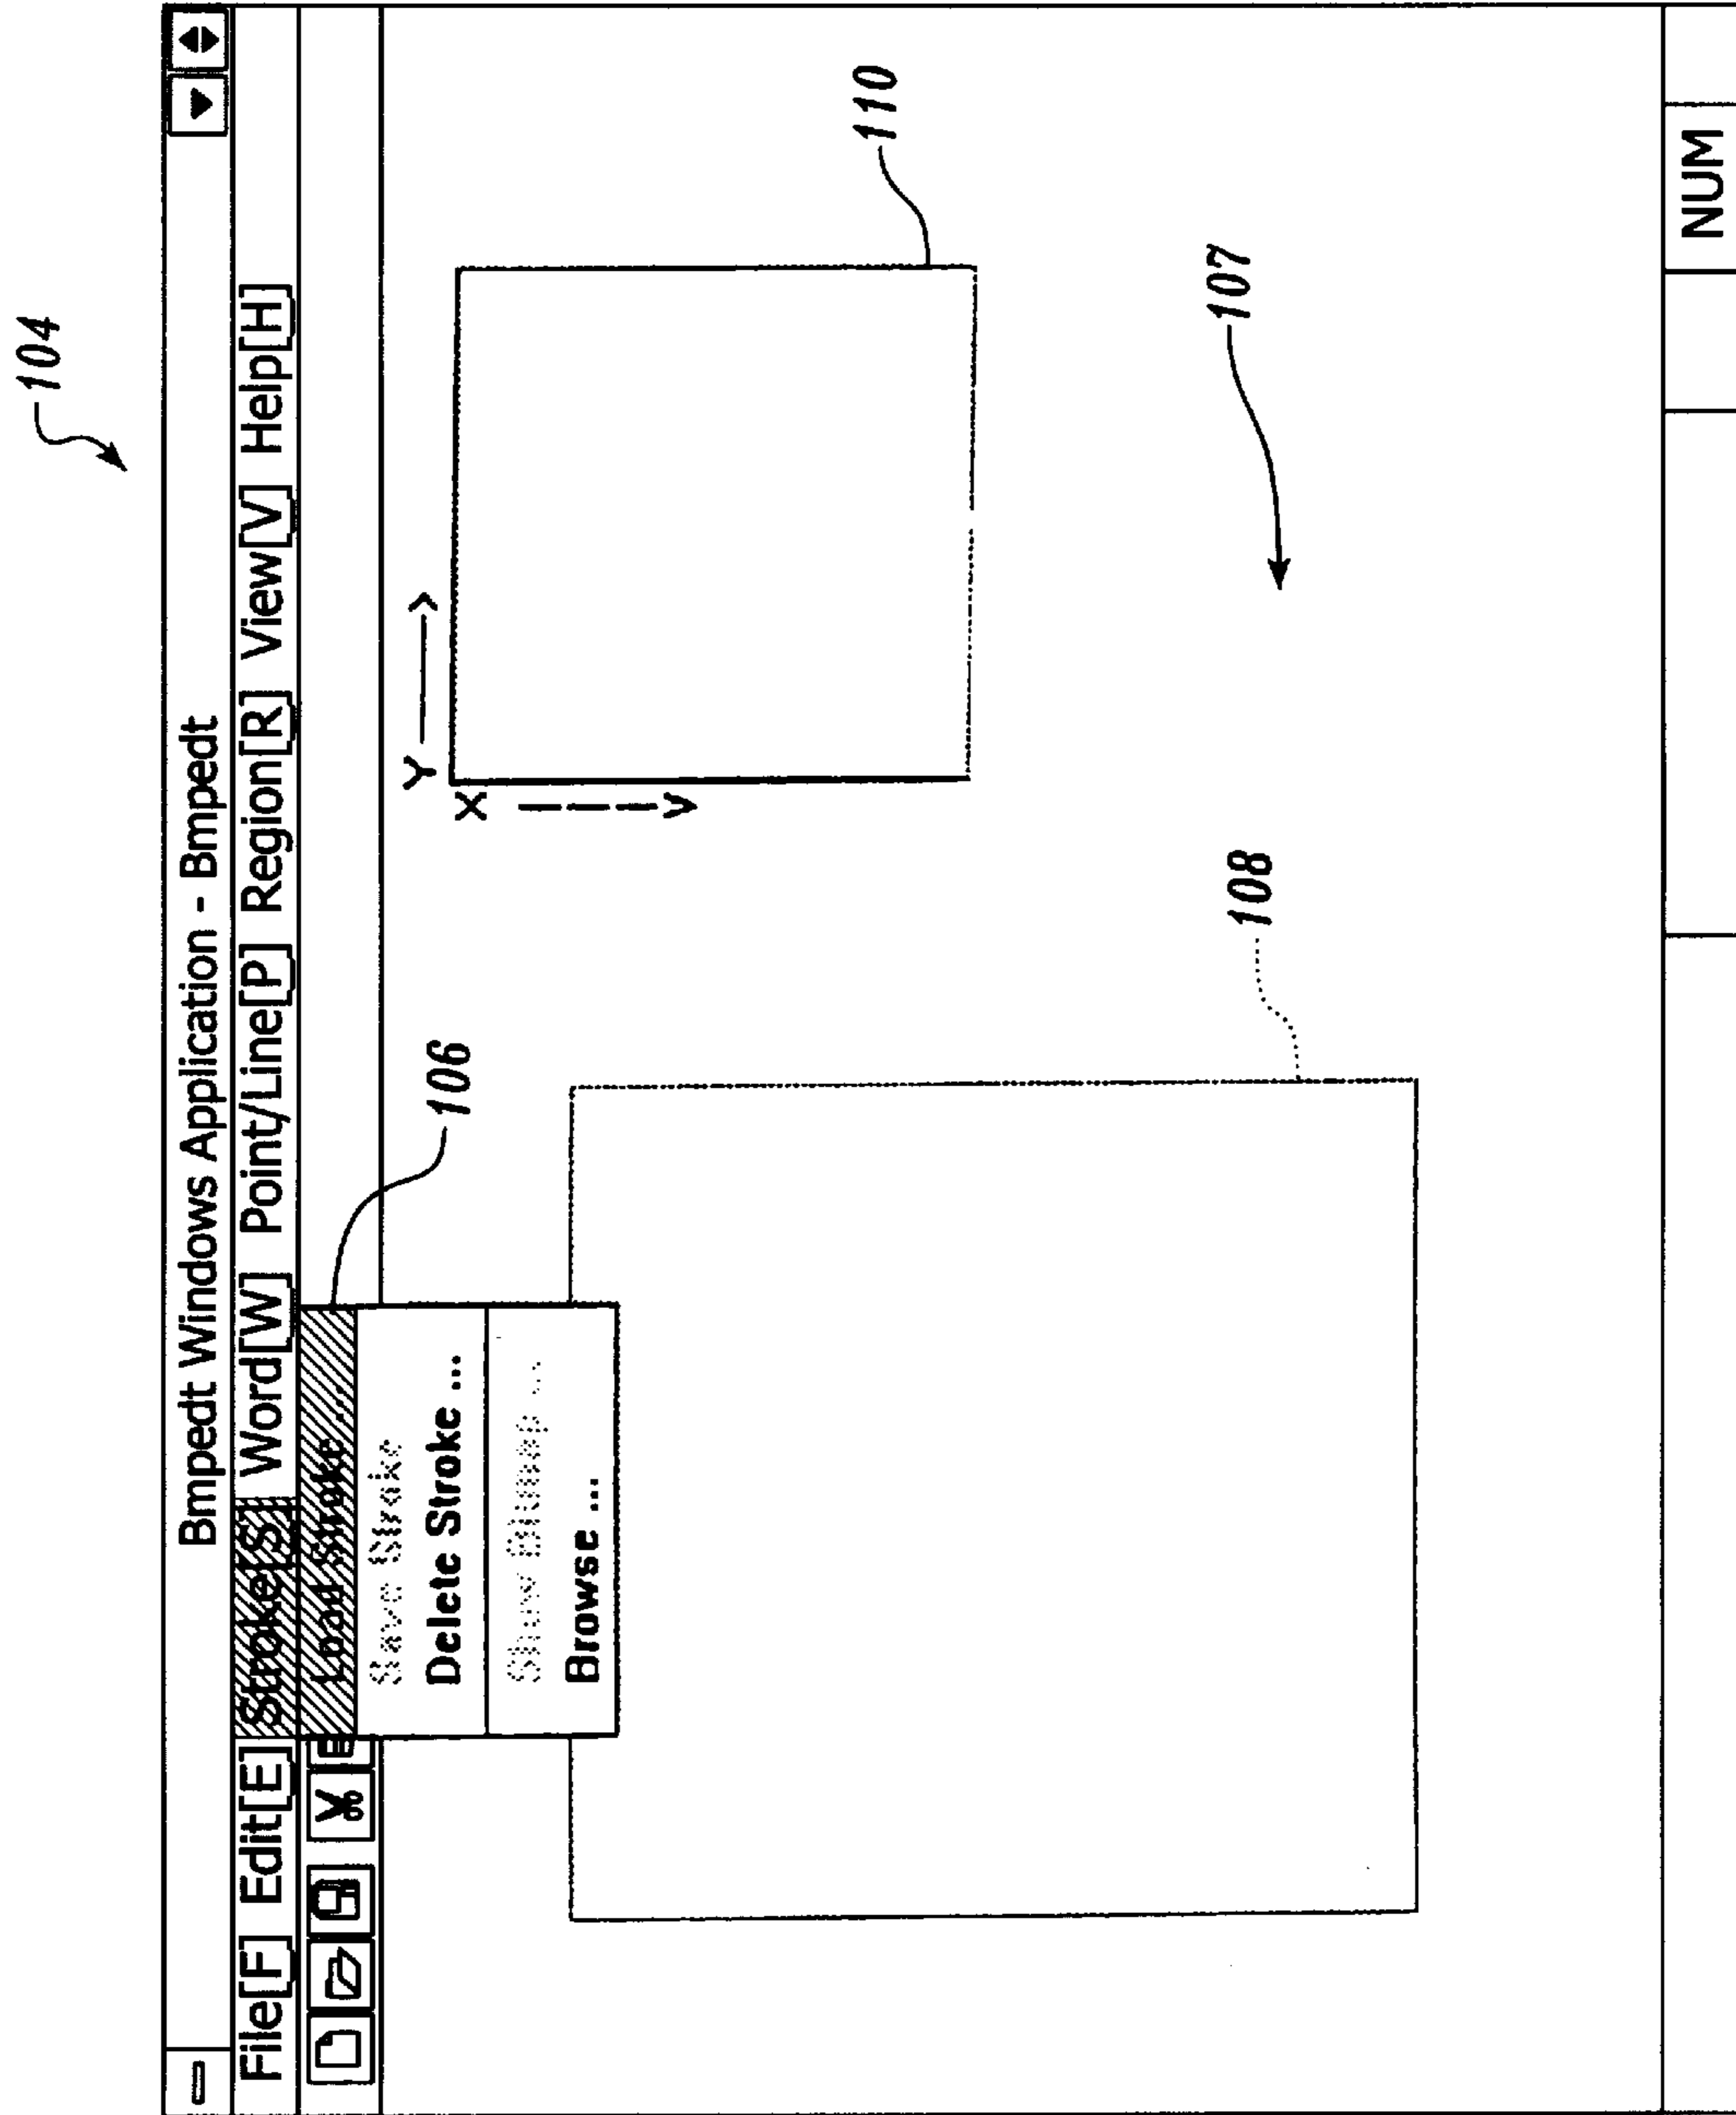 104
Bmpedt Windows Application - Bmpedt
File[F] Edit[E] Stroke[S] Word[W] Point/Line[P] Region[R] View[V] Help[H]
Load Stroke ...
106
Save Stroke
Delete Stroke ...
Show Bitmap ...
Browse ...
Y
X
110
108
107
NUM